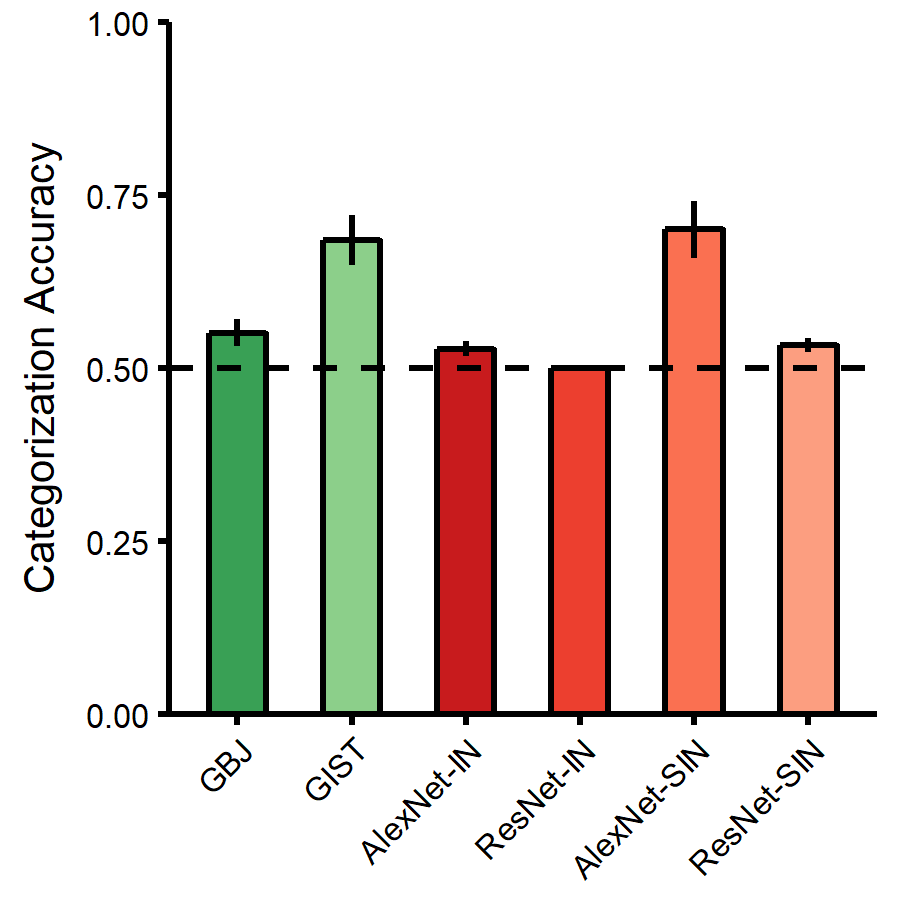 Categorization Accuracy
1.00
0.75
0.50
0.25
0.00
GBJ
GIST
AlexNet-IN
ResNet-IN
AlexNet-SIN
ResNet-SIN